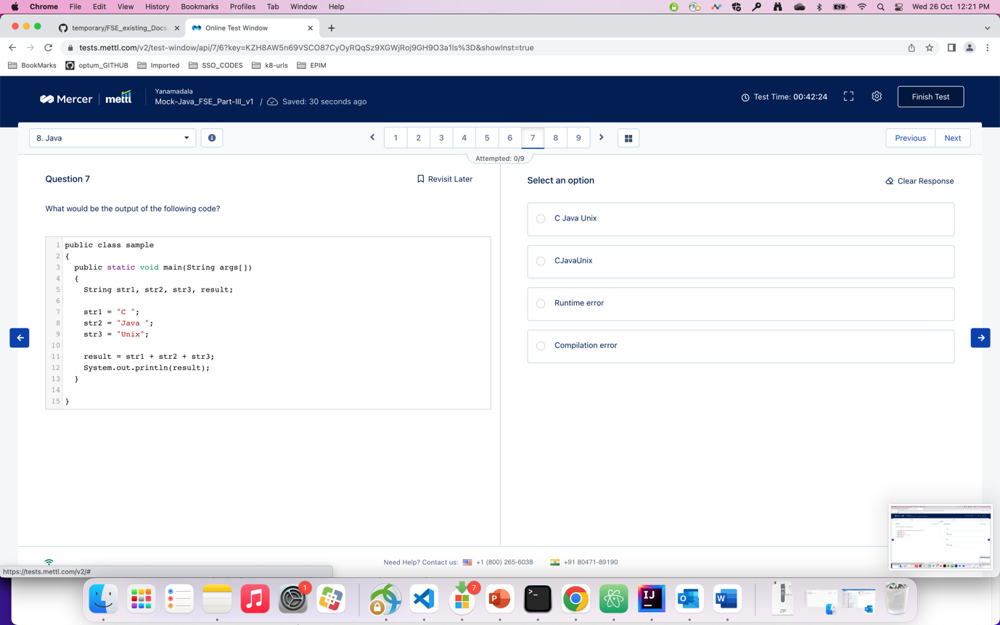 Chrome File Edit View History Bookmarks Profiles Tab Window Help Wed 26 Oct 12:21 PM
temporary/FSE_existing_Docs. Online Test Window
tests.mettl.com/v2/test-window/api/7/6?key=KZH8AW5n69VSCO87CyOyRQqSz9XGWjRoj9GH9O3a1ls%3D&showInst=true
BookMarks optum_GITHUB Imported SSO_CODES k8-urls EPIM
Mercer mettl
Yanamadala
Mock-Java_FSE_Part-III_v1 / Saved: 30 seconds ago
Test Time: 00:42:24 Finish Test
8. Java 1 2 3 4 5 6 7 8 9 Previous Next
Attempted: 0/9
Question 7 Revisit Later
What would be the output of the following code?
1 public class sample
2 {
3 public static void main(String args[])
4 {
5 String str1, str2, str3, result;
6
7 str1 = "C ";
8 str2 = "Java ";
9 str3 = "Unix";
10
11 result = str1 + str2 + str3;
12 System.out.println(result);
13 }
14
15 }
Select an option Clear Response
C Java Unix
CJavaUnix
Runtime error
Compilation error
Need Help? Contact us: +1 (800) 265-6038 +91 80471-89190
https://tests.mettl.com/v2/#
1 7 P >_ IJ O W ZIP